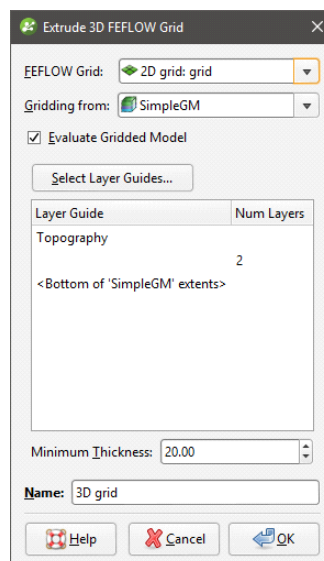 Extrude 3D FEFLOW Grid
FEFLOW Grid: 2D grid: grid
Gridding from: SimpleGM
Evaluate Gridded Model
Select Layer Guides...
Layer Guide Num Layers
Topography
2
<Bottom of 'SimpleGM' extents>
Minimum Thickness: 20.00
Name: 3D grid
Help Cancel OK